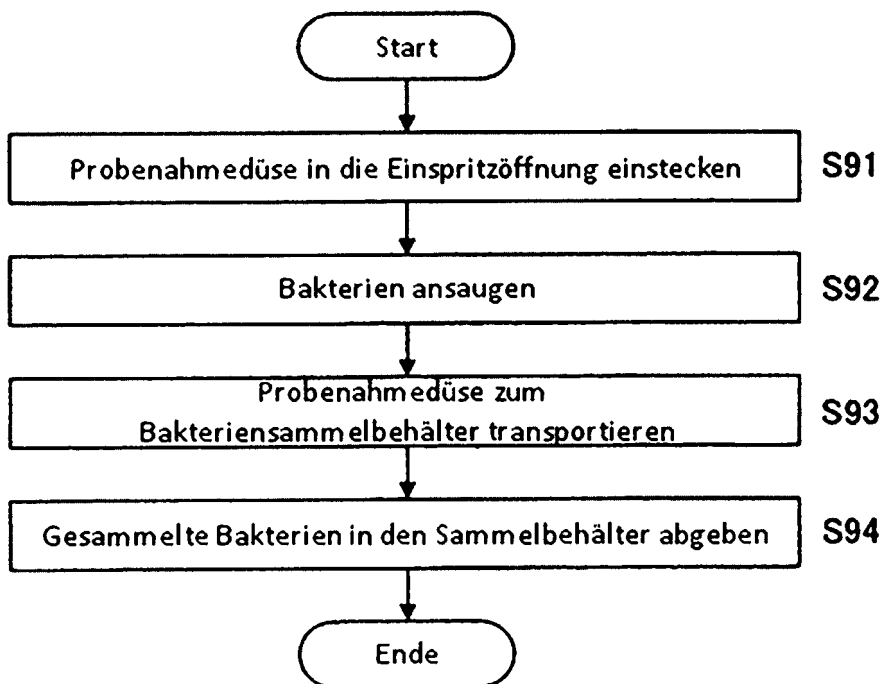 Start
Probenahmedüse in die Einspritzöffnung einstecken
S91
Bakterien ansaugen
S92
Probenahmedüse zum
Bakteriensammelbehälter transportieren
S93
Gesammelte Bakterien in den Sammelbehälter abgeben
S94
Ende